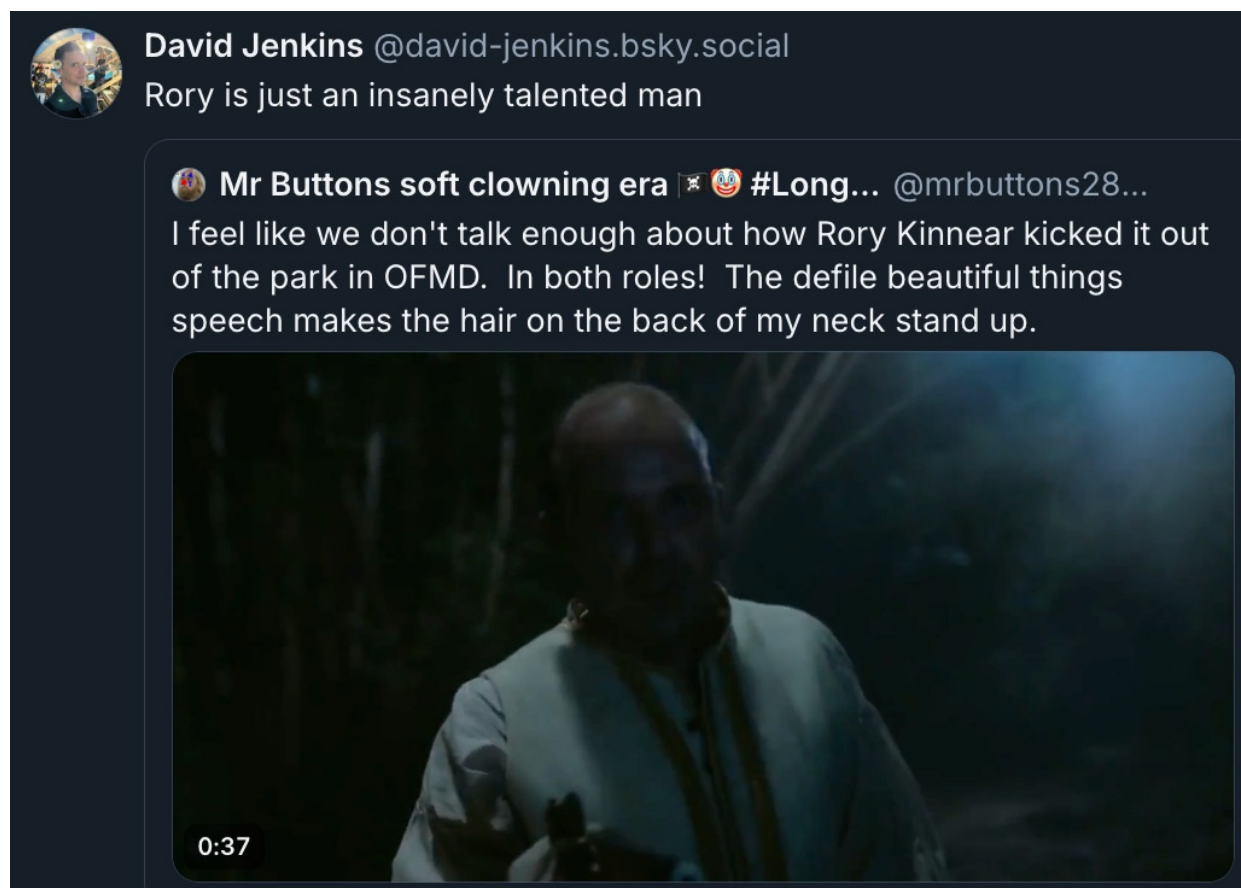 David Jenkins @david-jenkins.bsky.social
Rory is just an insanely talented man
Mr Buttons soft clowning era 🏴‍☠️🤡 #Long... @mrbuttons28...
I feel like we don't talk enough about how Rory Kinnear kicked it out
of the park in OFMD.  In both roles!  The defile beautiful things
speech makes the hair on the back of my neck stand up.
0:37